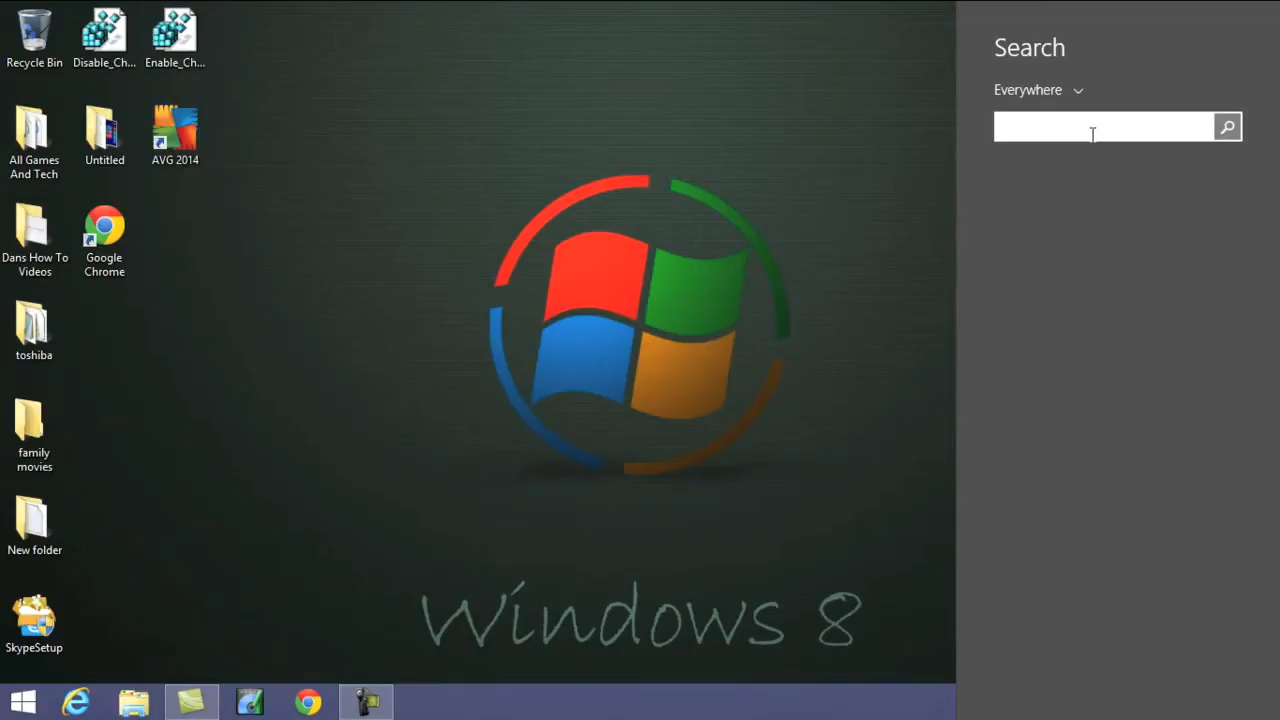 Recycle Bin
Disable_Ch...
Enable_Ch...
All Games
And Tech
Untitled
AVG 2014
Dans How To
Videos
Google
Chrome
toshiba
family
movies
New folder
SkypeSetup
Windows 8
Search
Everywhere